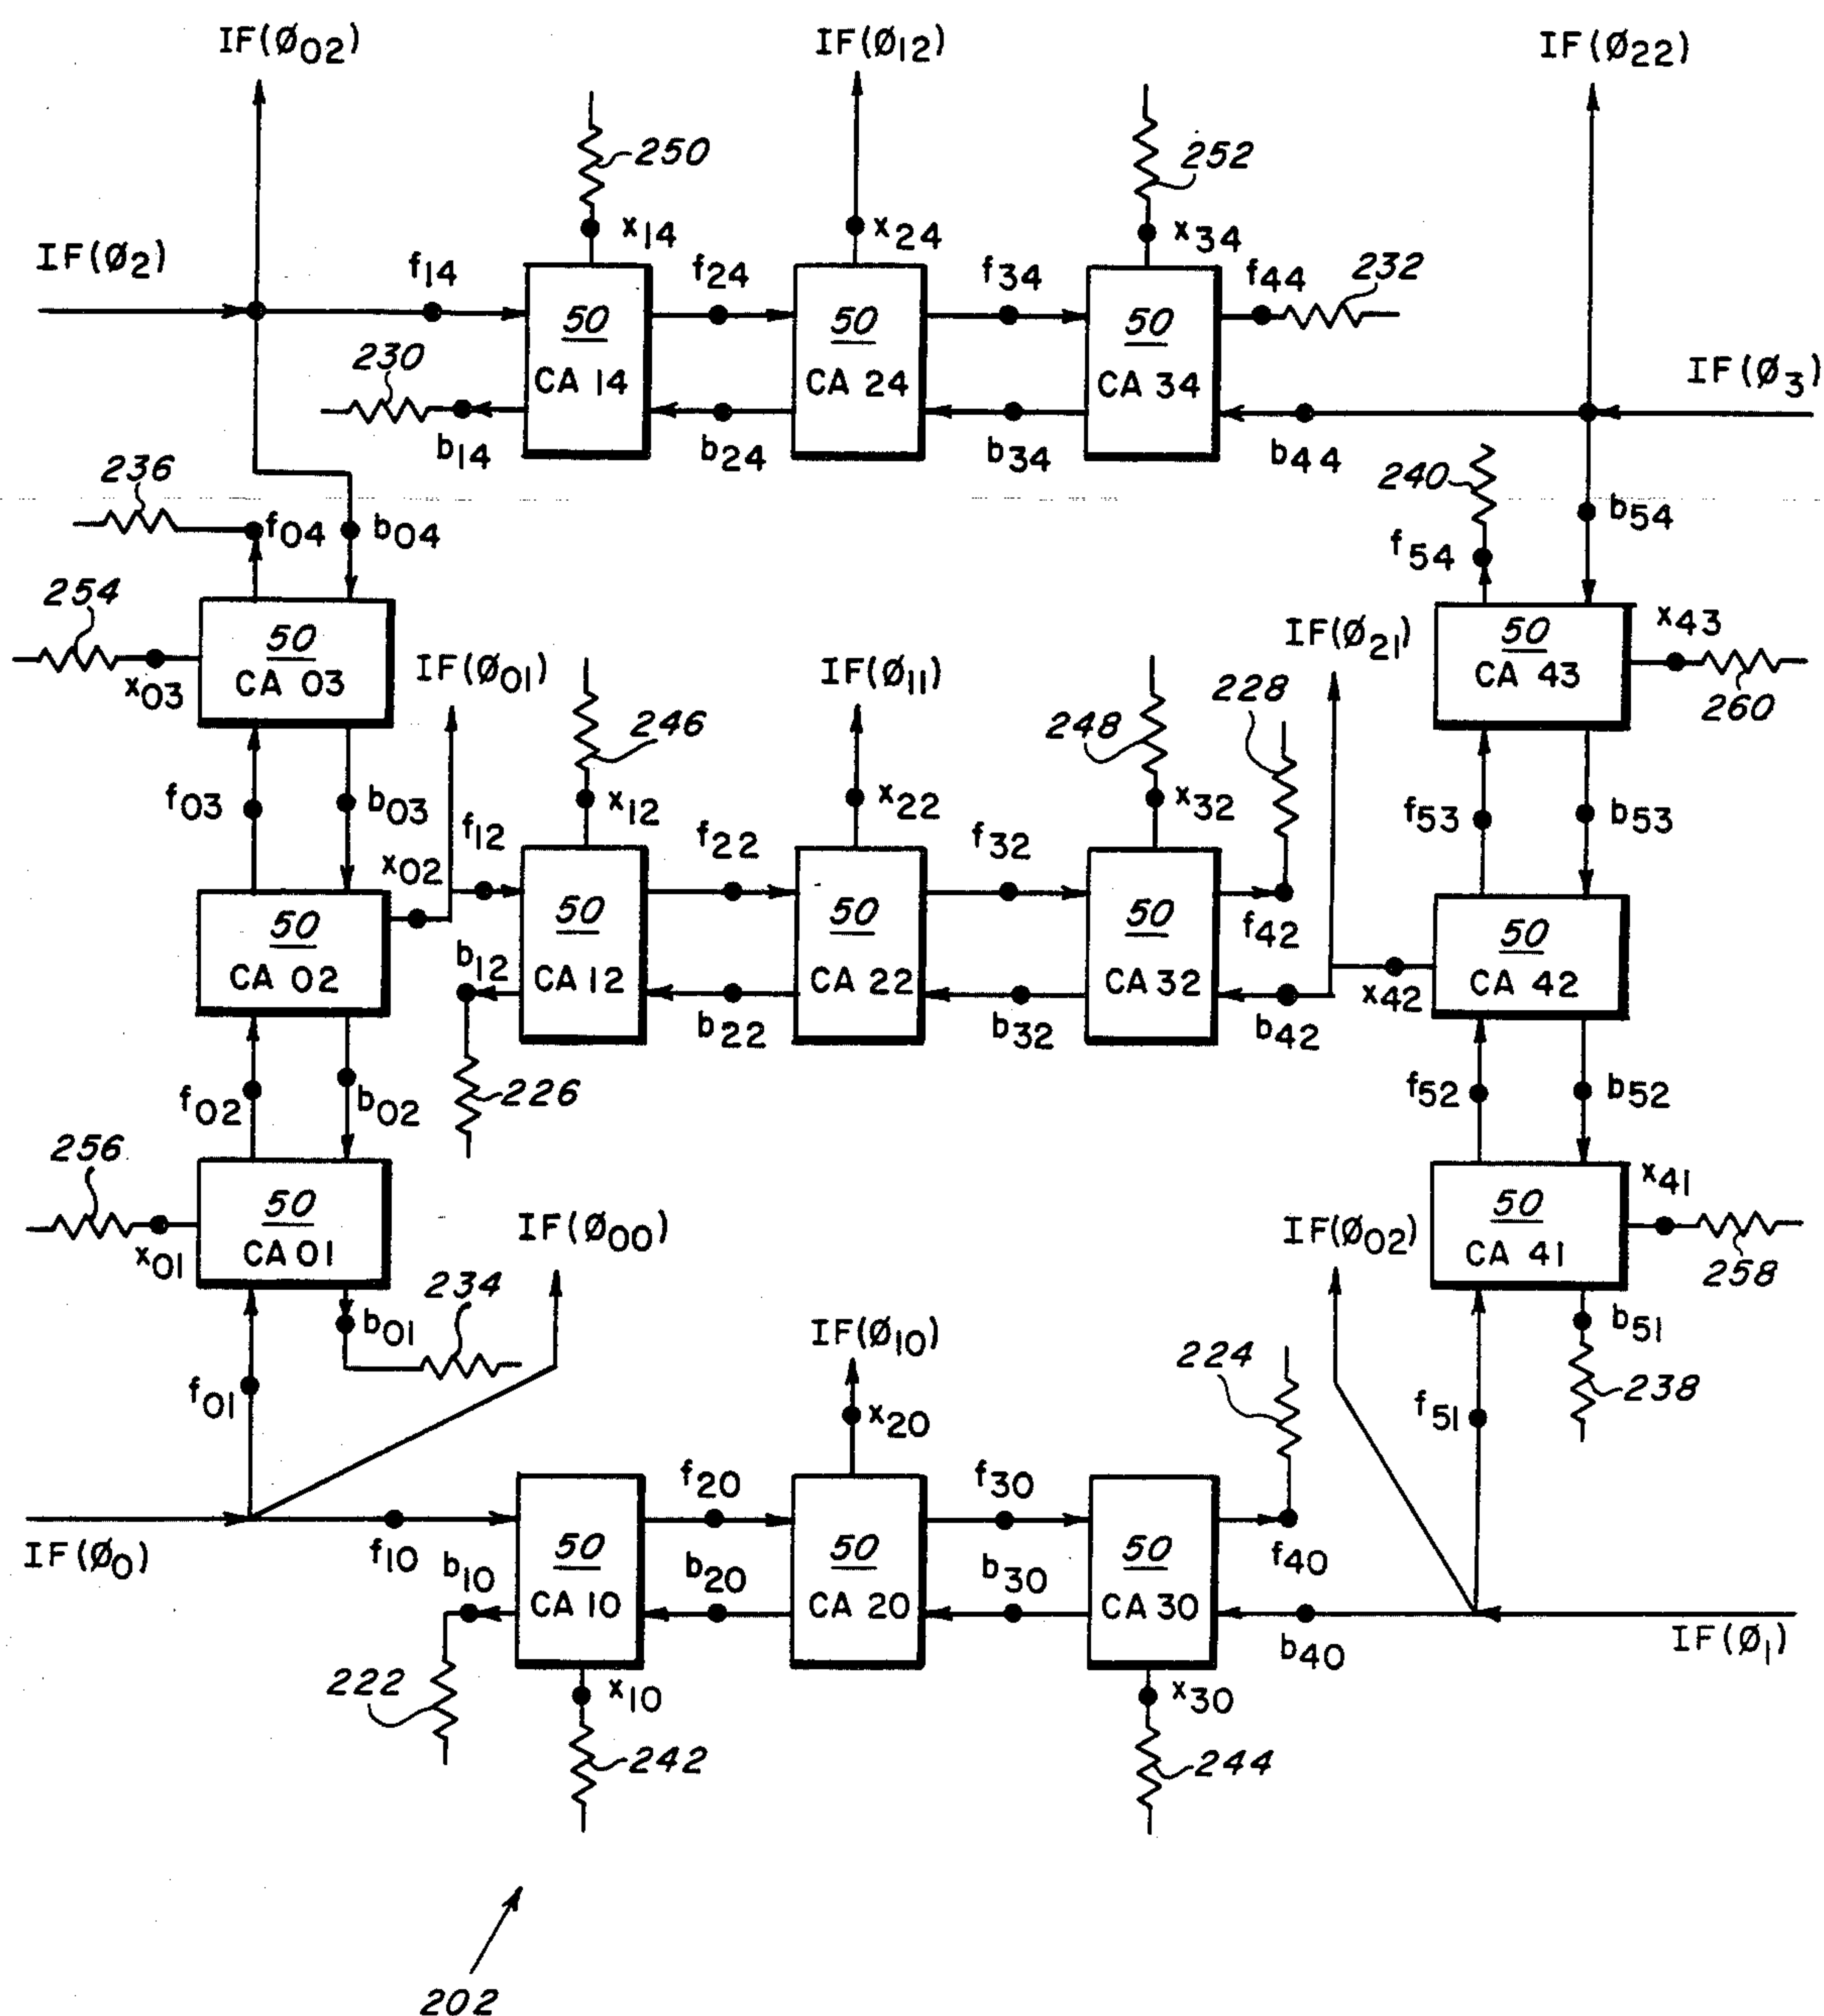 IF(Ø02) IF(Ø12) IF(Ø22)
250 252
x14 x24 x34
IF(Ø2) f14 f24 f34 f44 232
50 50 50
230 CA 14 CA 24 CA 34 IF(Ø3)
b14 b24 b34 b44
236 240
f04 b04 f54 b54
254 50 50 x43
x03 CA 03 CA 43 260
IF(Ø01) IF(Ø11) IF(Ø21)
246 248 228
f03 b03 x12 x22 x32 f53 b53
x02 f12 f22 f32
50 50 50 50 50
CA 02 b12 CA 12 CA 22 CA 32 f42 CA 42
b22 b32 b42 x42
f02 b02 226 f52 b52
256 50 50 x41
x01 CA 01 CA 41 258
IF(Ø00) IF(Ø02)
b01 234 IF(Ø10) 224 b51
f01 x20 f51 238
f20 f30
IF(Ø0) f10 50 50 50 f40
b10 b20 b30
CA 10 CA 20 CA 30 b40 IF(Ø1)
222 x10 x30
242 244
202